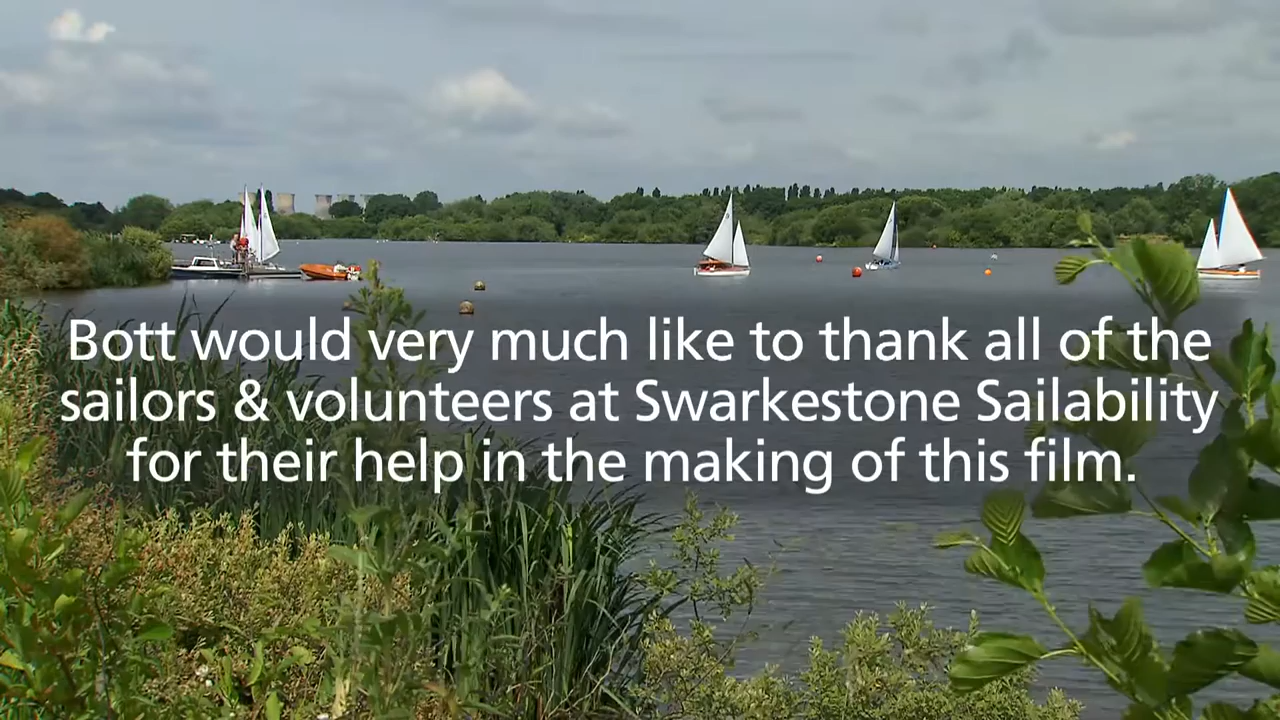 Bott would very much like to thank all of the
sailors & volunteers at Swarkestone Sailability
for their help in the making of this film.